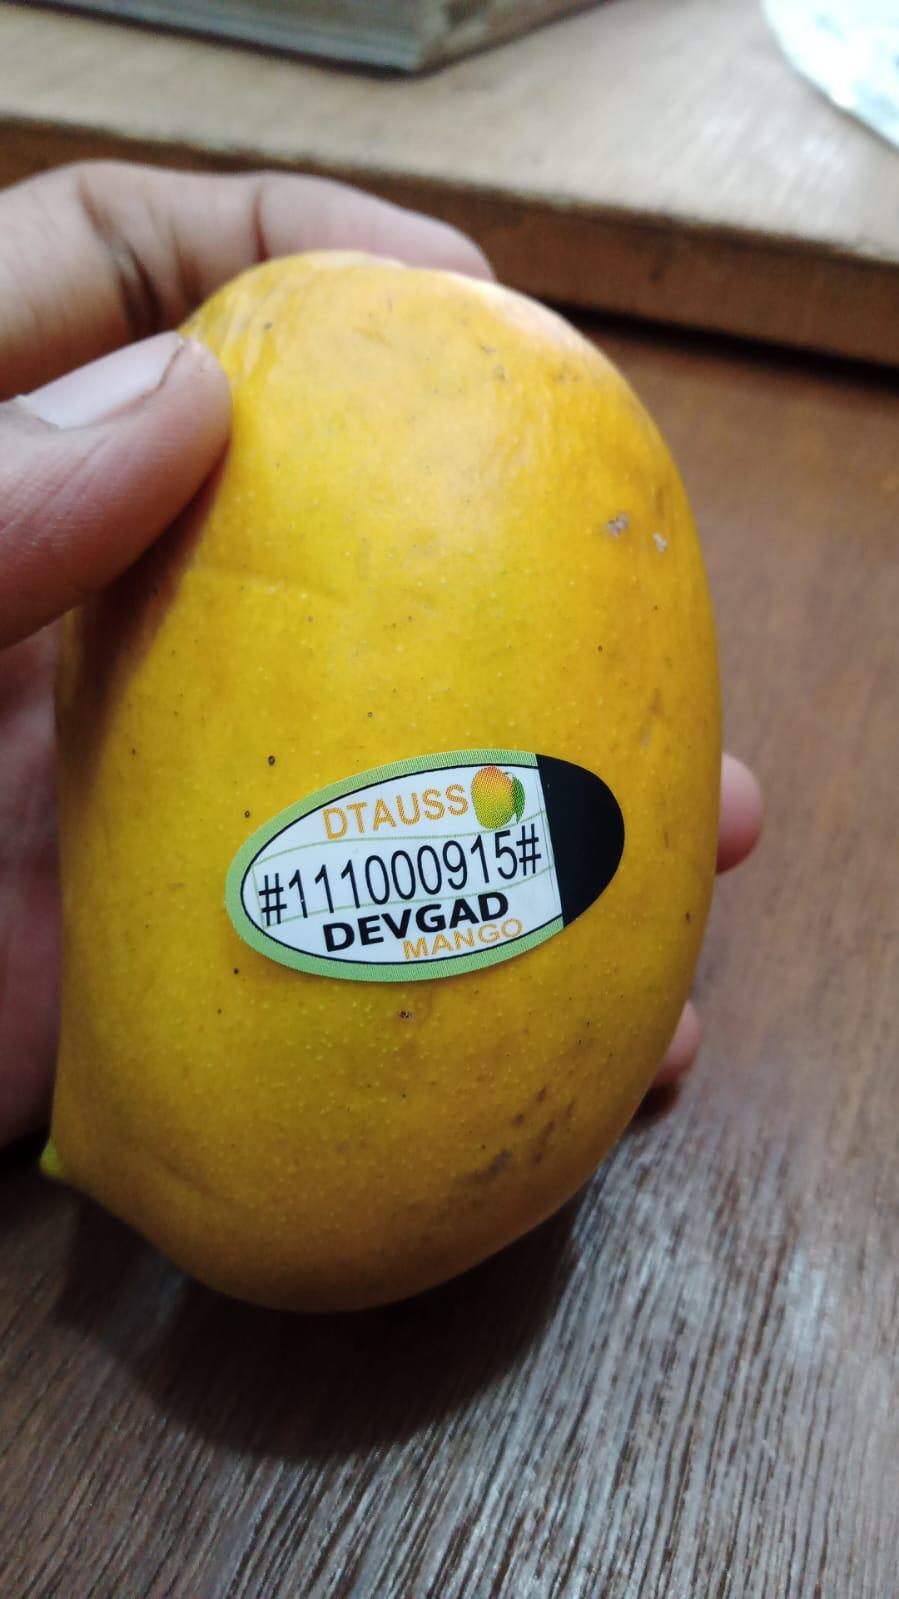 DTAUSS
#111000915#
DEVGAD
MANGO